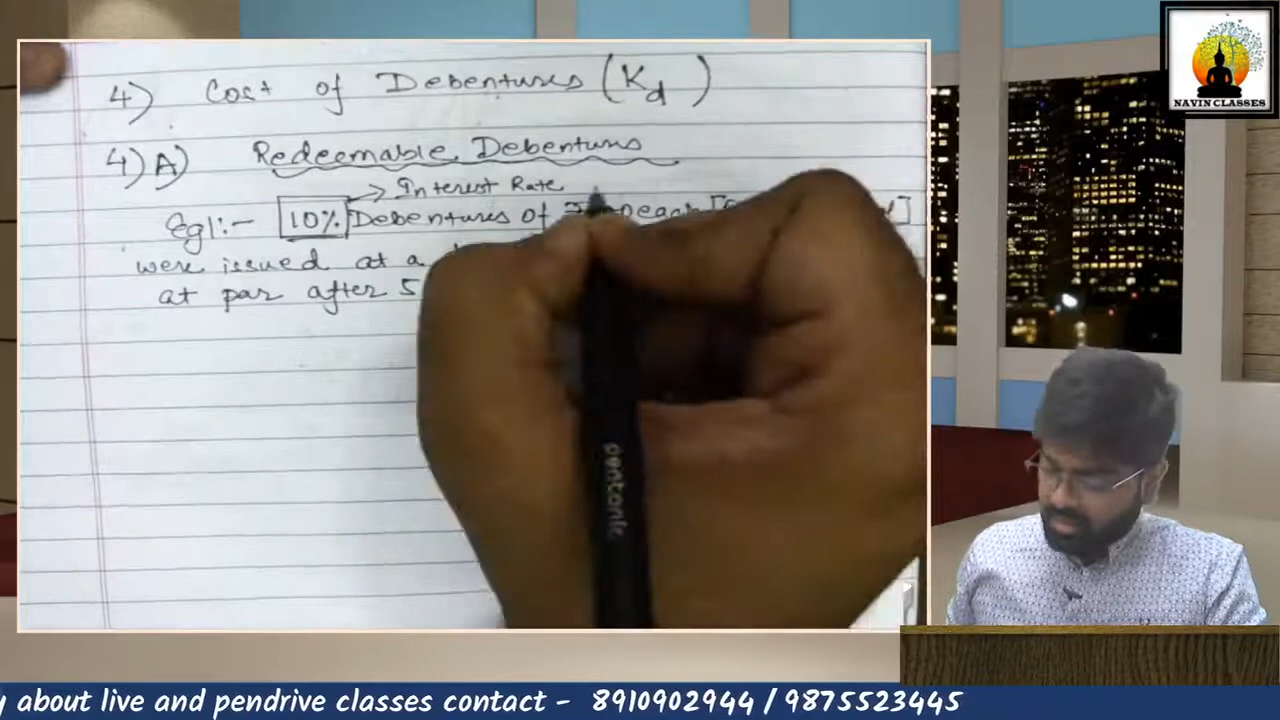 4) Cost of Debentures (Kd)
4) A) Redeemable Debentures
Interest Rate
Eg1:- 10% Debentures of
were issued at a
at par after 5
pentonic
NAVIN CLASSES
about live and pendrive classes contact - 8910902944 / 9875523445